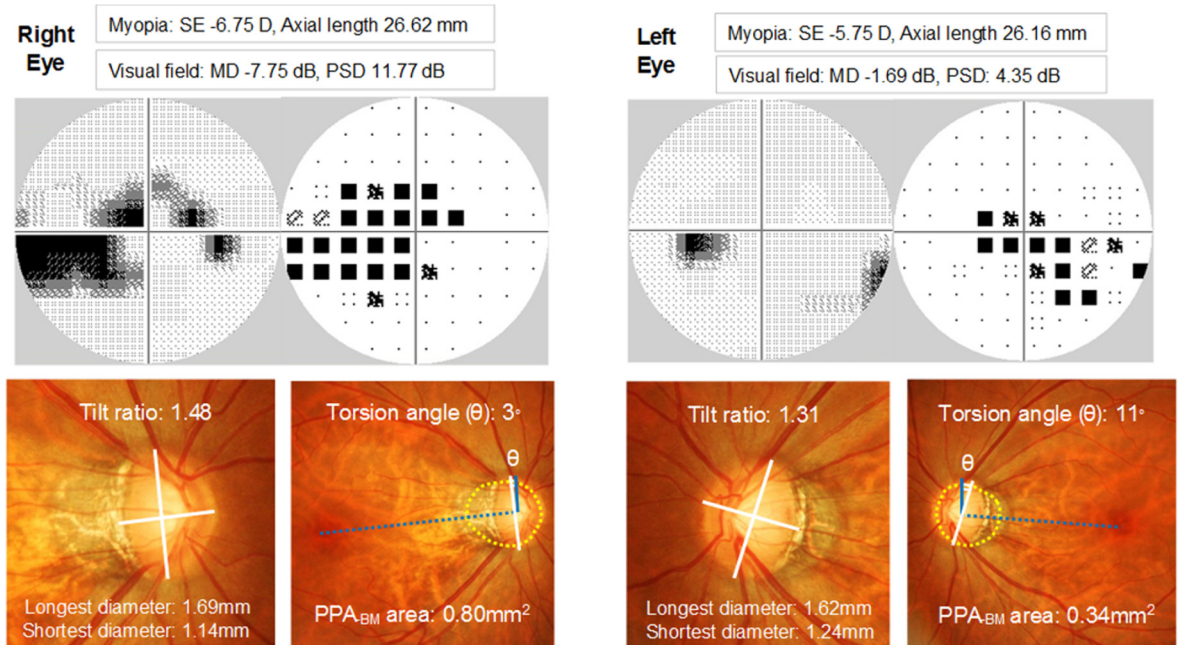 Right
Eye
Myopia: SE -6.75 D, Axial length 26.62 mm
Visual field: MD -7.75 dB, PSD 11.77 dB
Left
Eye
Myopia: SE -5.75 D, Axial length 26.16 mm
Visual field: MD -1.69 dB, PSD: 4.35 dB
Tilt ratio: 1.48
Longest diameter: 1.69mm
Shortest diameter: 1.14mm
Torsion angle (θ): 3°
θ
PPA-BM area: 0.80mm²
Tilt ratio: 1.31
Longest diameter: 1.62mm
Shortest diameter: 1.24mm
Torsion angle (θ): 11°
θ
PPA-BM area: 0.34mm²